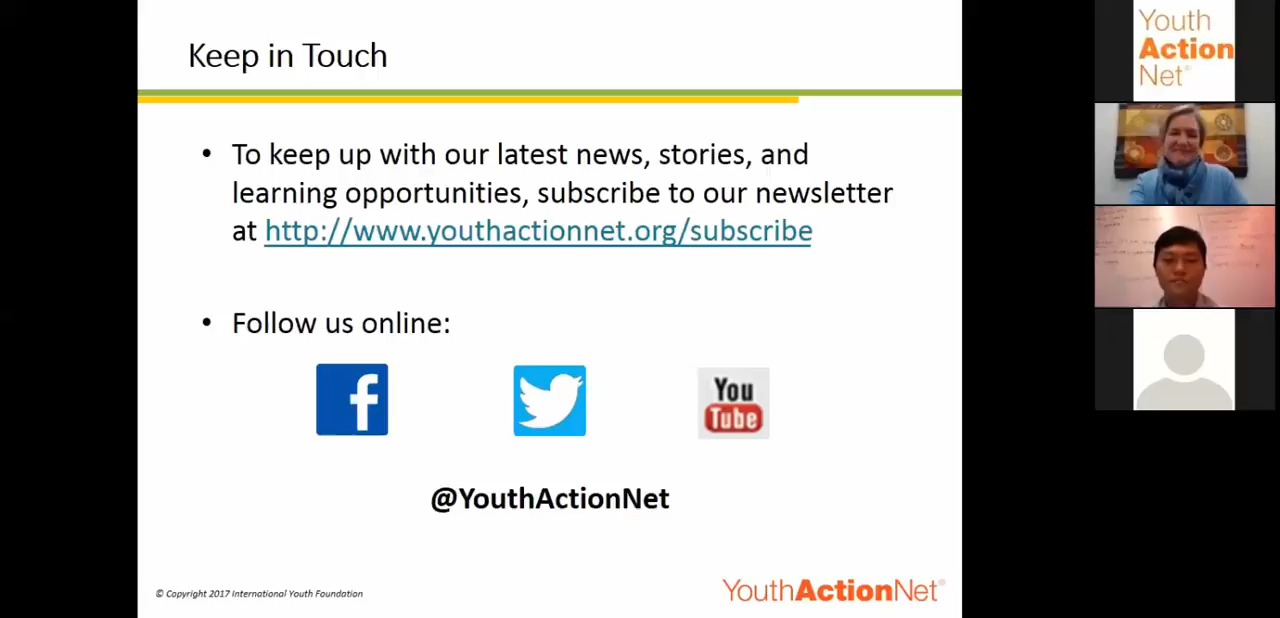 Keep in Touch
• To keep up with our latest news, stories, and
learning opportunities, subscribe to our newsletter
at http://www.youthactionnet.org/subscribe
• Follow us online:
f
You
Tube
@YouthActionNet
© Copyright 2017 International Youth Foundation
YouthActionNet®
Youth
Action
Net®